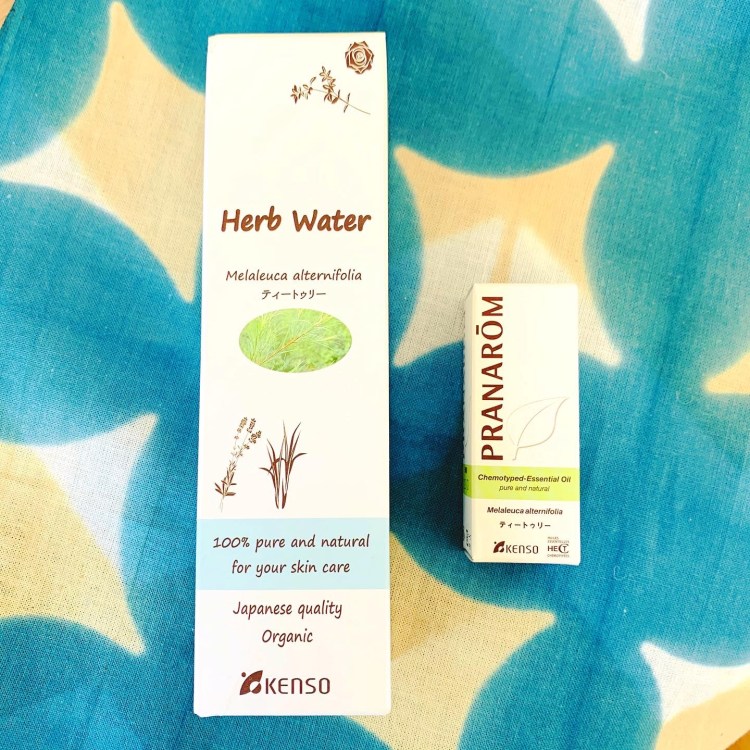 Herb Water
Melaleuca alternifolia
ティートゥリー
100% pure and natural
for your skin care
Japanese quality
Organic
KENSO
PRANARŌM
Chemotyped-Essential Oil
pure and natural
Melaleuca alternifolia
ティートゥリー
KENSO
HECT